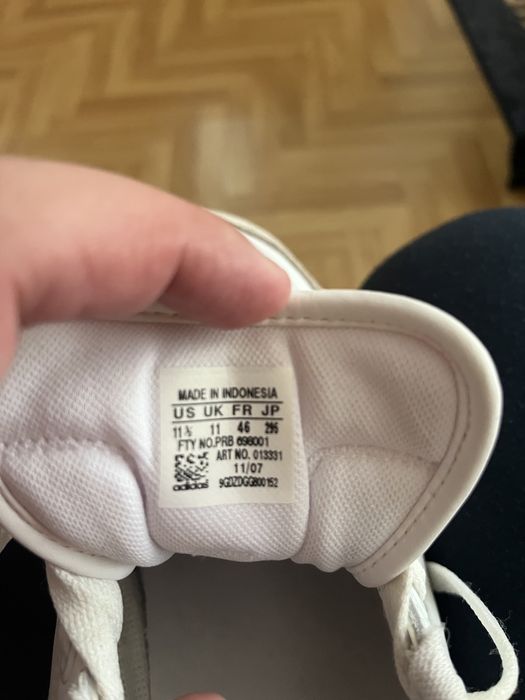 MADE IN INDONESIA
US UK FR JP
11½ 11 46 295
FTY NO.PRB 698001
ART NO. 013331
11/07
adidas 9GDZDGG800152